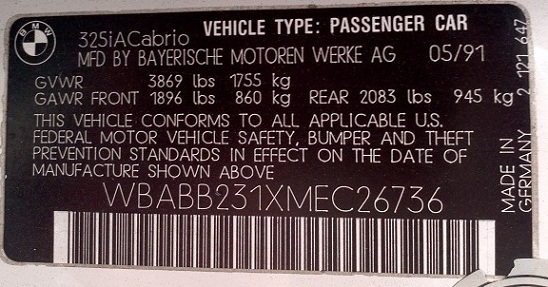 BMW
VEHICLE TYPE: PASSENGER CAR
325iACabrio
MFD BY BAYERISCHE MOTOREN WERKE AG 05/91
GVWR 3869 lbs 1755 kg
GAWR FRONT 1896 lbs 860 kg REAR 2083 lbs 945 kg
THIS VEHICLE CONFORMS TO ALL APPLICABLE U.S.
FEDERAL MOTOR VEHICLE SAFETY, BUMPER AND THEFT
PREVENTION STANDARDS IN EFFECT ON THE DATE OF
MANUFACTURE SHOWN ABOVE
WBABB231XMEC26736
MADE IN
GERMANY 2 121 647